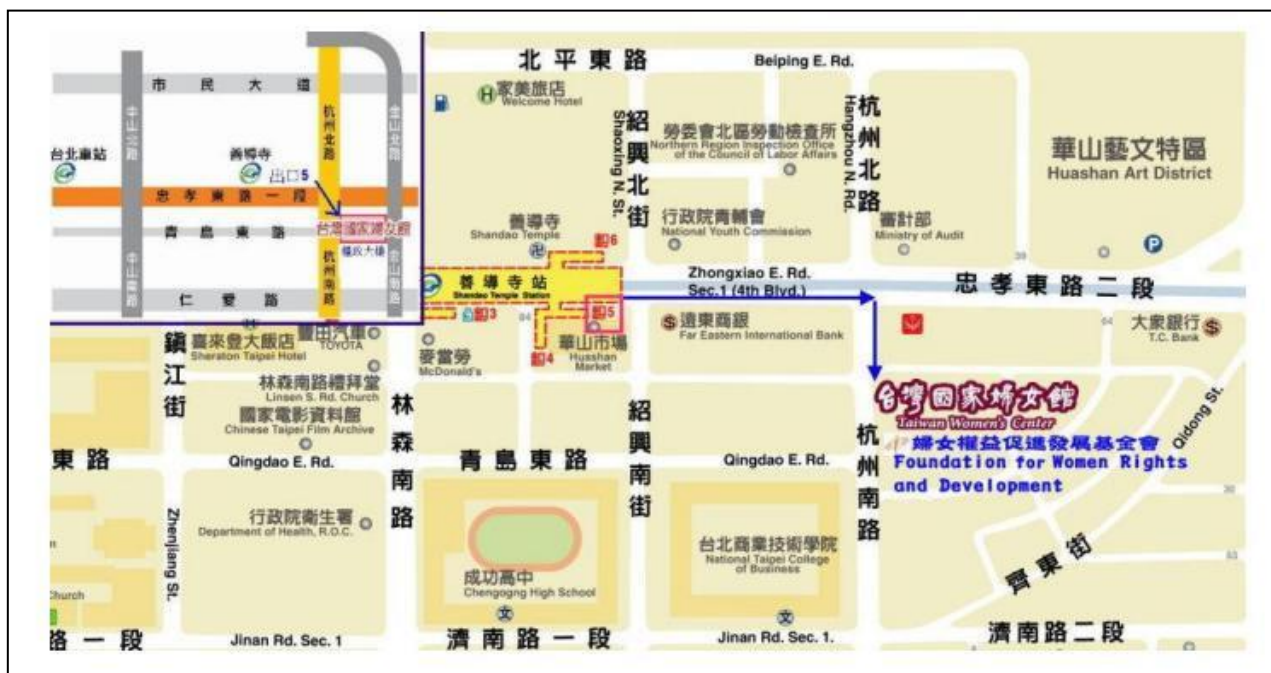 市民大道
中山北路
杭州北路
金山北路
台北車站
善導寺
出口5
忠孝東路一段
青島東路
台灣國家婦女館
中山南路
杭州南路
金山南路
仁愛路
北平東路
Beiping E. Rd.
家美旅店
Welcome Hotel
紹興北街
Shaoxing N. St.
勞委會北區勞動檢查所
Northern Region Inspection Office
of the Council of Labor Affairs
杭州北路
Hangzhou N. Rd.
華山藝文特區
Huashan Art District
善導寺
Shandao Temple
6
行政院青輔會
National Youth Commission
審計部
Ministry of Audit
P
39
善導寺站
Shandao Temple Station
Zhongxiao E. Rd.
Sec.1 (4th Blvd.)
忠孝東路二段
3
5
4
64
喜來登大飯店
Sheraton Taipei Hotel
豐田汽車
TOYOTA
麥當勞
McDonald's
華山市場
Huashan
Market
遠東商銀
Far Eastern International Bank
大衆銀行
T.C. Bank
鎮江街
林森南路禮拜堂
Linsen S. Rd. Church
國家電影資料館
Chinese Taipei Film Archive
台灣國家婦女館
Taiwan Women's Center
婦女權益促進發展基金會
Foundation for Women Rights
and Development
Qidong St.
東路
Qingdao E. Rd.
林森南路
青島東路
紹興南街
Qingdao E. Rd.
杭州南路
30
Zhenjiang St.
行政院衛生署
Department of Health, R.O.C.
成功高中
Chengogng High School
文
台北商業技術學院
National Taipei College
of Business
文
齊東街
53
Church
路一段
Jinan Rd. Sec. 1
濟南路一段
Jinan Rd. Sec. 1.
濟南路二段